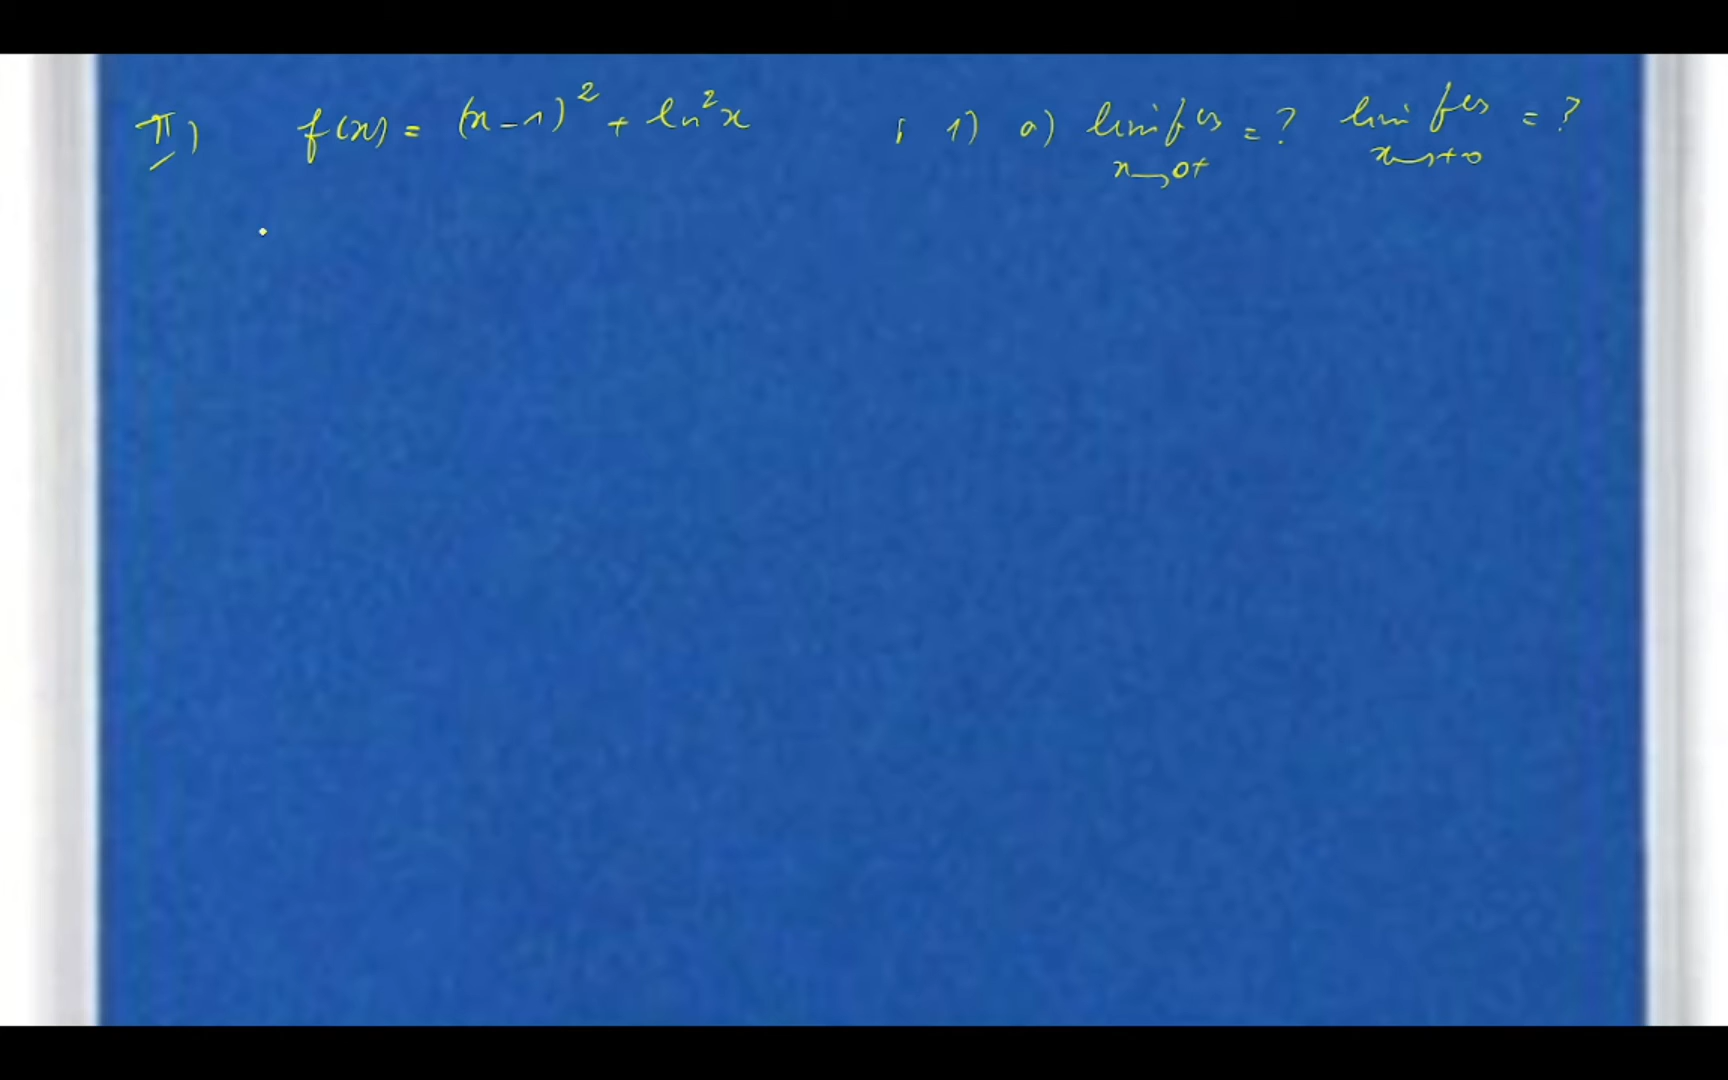 II) f(x) = (x-1)² + ln²x ; 1) a) lim f(x) = ? lim f(x) = ?
x→0+ x→+∞